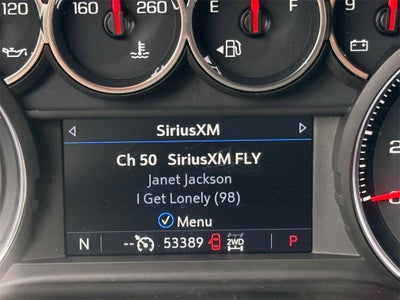 120 160 260 E F 9
SiriusXM
Ch 50 SiriusXM FLY
Janet Jackson
I Get Lonely (98)
Menu
N -- 53389 2WD P